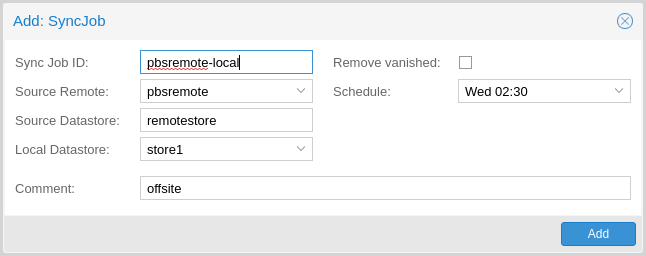 Add: SyncJob
Sync Job ID: pbsremote-local Remove vanished:
Source Remote: pbsremote Schedule: Wed 02:30
Source Datastore: remotestore
Local Datastore: store1
Comment: offsite
Add